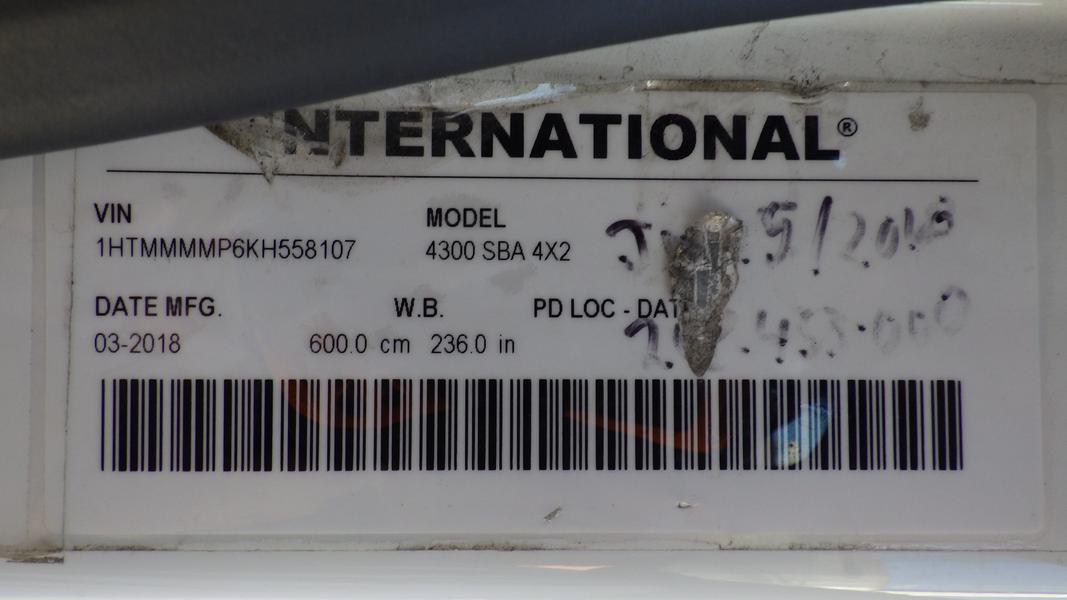 INTERNATIONAL®
VIN MODEL
1HTMMMMP6KH558107 4300 SBA 4X2
DATE MFG. W.B. PD LOC - DAT
03-2018 600.0 cm 236.0 in